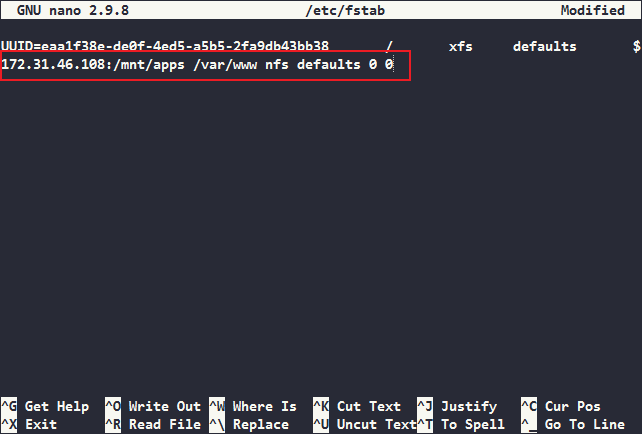 GNU nano 2.9.8 /etc/fstab Modified
UUID=eaa1f38e-de0f-4ed5-a5b5-2fa9db43bb38 / xfs defaults $
172.31.46.108:/mnt/apps /var/www nfs defaults 0 0
^G Get Help ^O Write Out ^W Where Is ^K Cut Text ^J Justify ^C Cur Pos
^X Exit ^R Read File ^\ Replace ^U Uncut Text ^T To Spell ^_ Go To Line